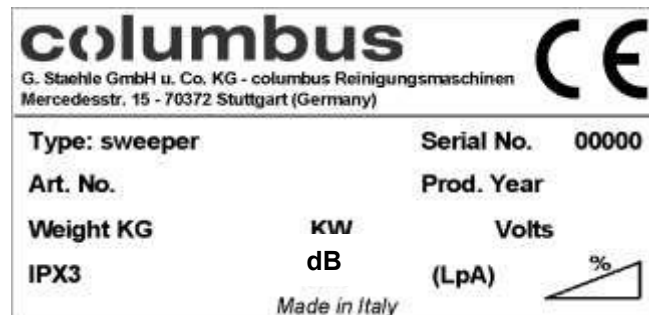 columbus
CE
G. Staehle GmbH u. Co. KG - columbus Reinigungsmaschinen
Mercedesstr. 15 - 70372 Stuttgart (Germany)
Type: sweeper Serial No. 00000
Art. No. Prod. Year
Weight KG KW Volts
IPX3 dB (LpA) %
Made in Italy